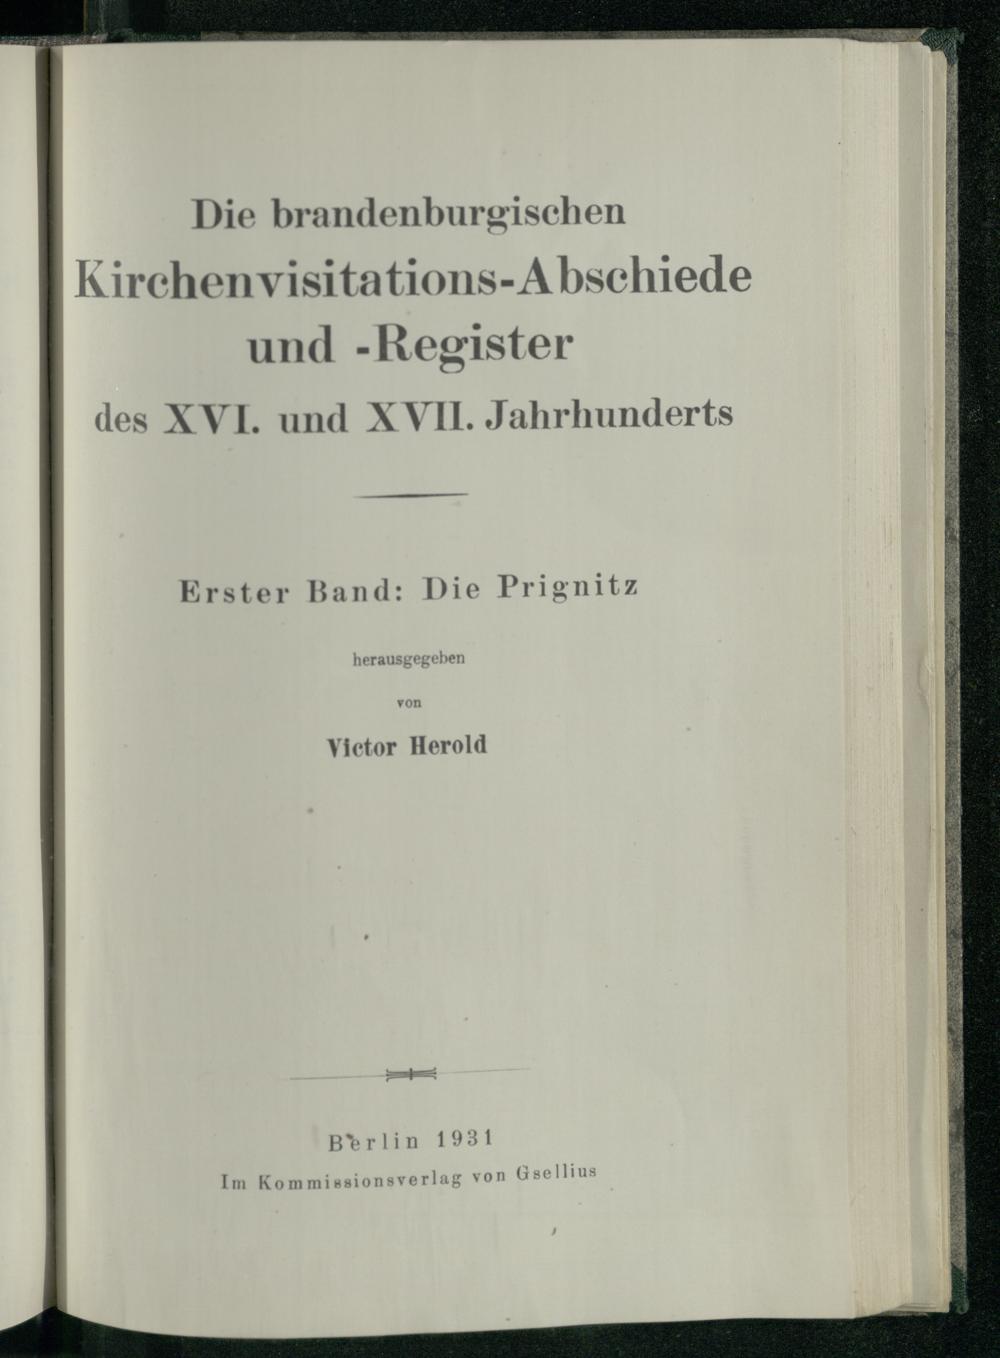 Die brandenburgischen
Kirchenvisitations-Abschiede
und -Register
des XVI. und XVII. Jahrhunderts
Erster Band: Die Prignitz
herausgegeben
von
Victor Herold
Berlin 1931
Im Kommissionsverlag von Gsellius